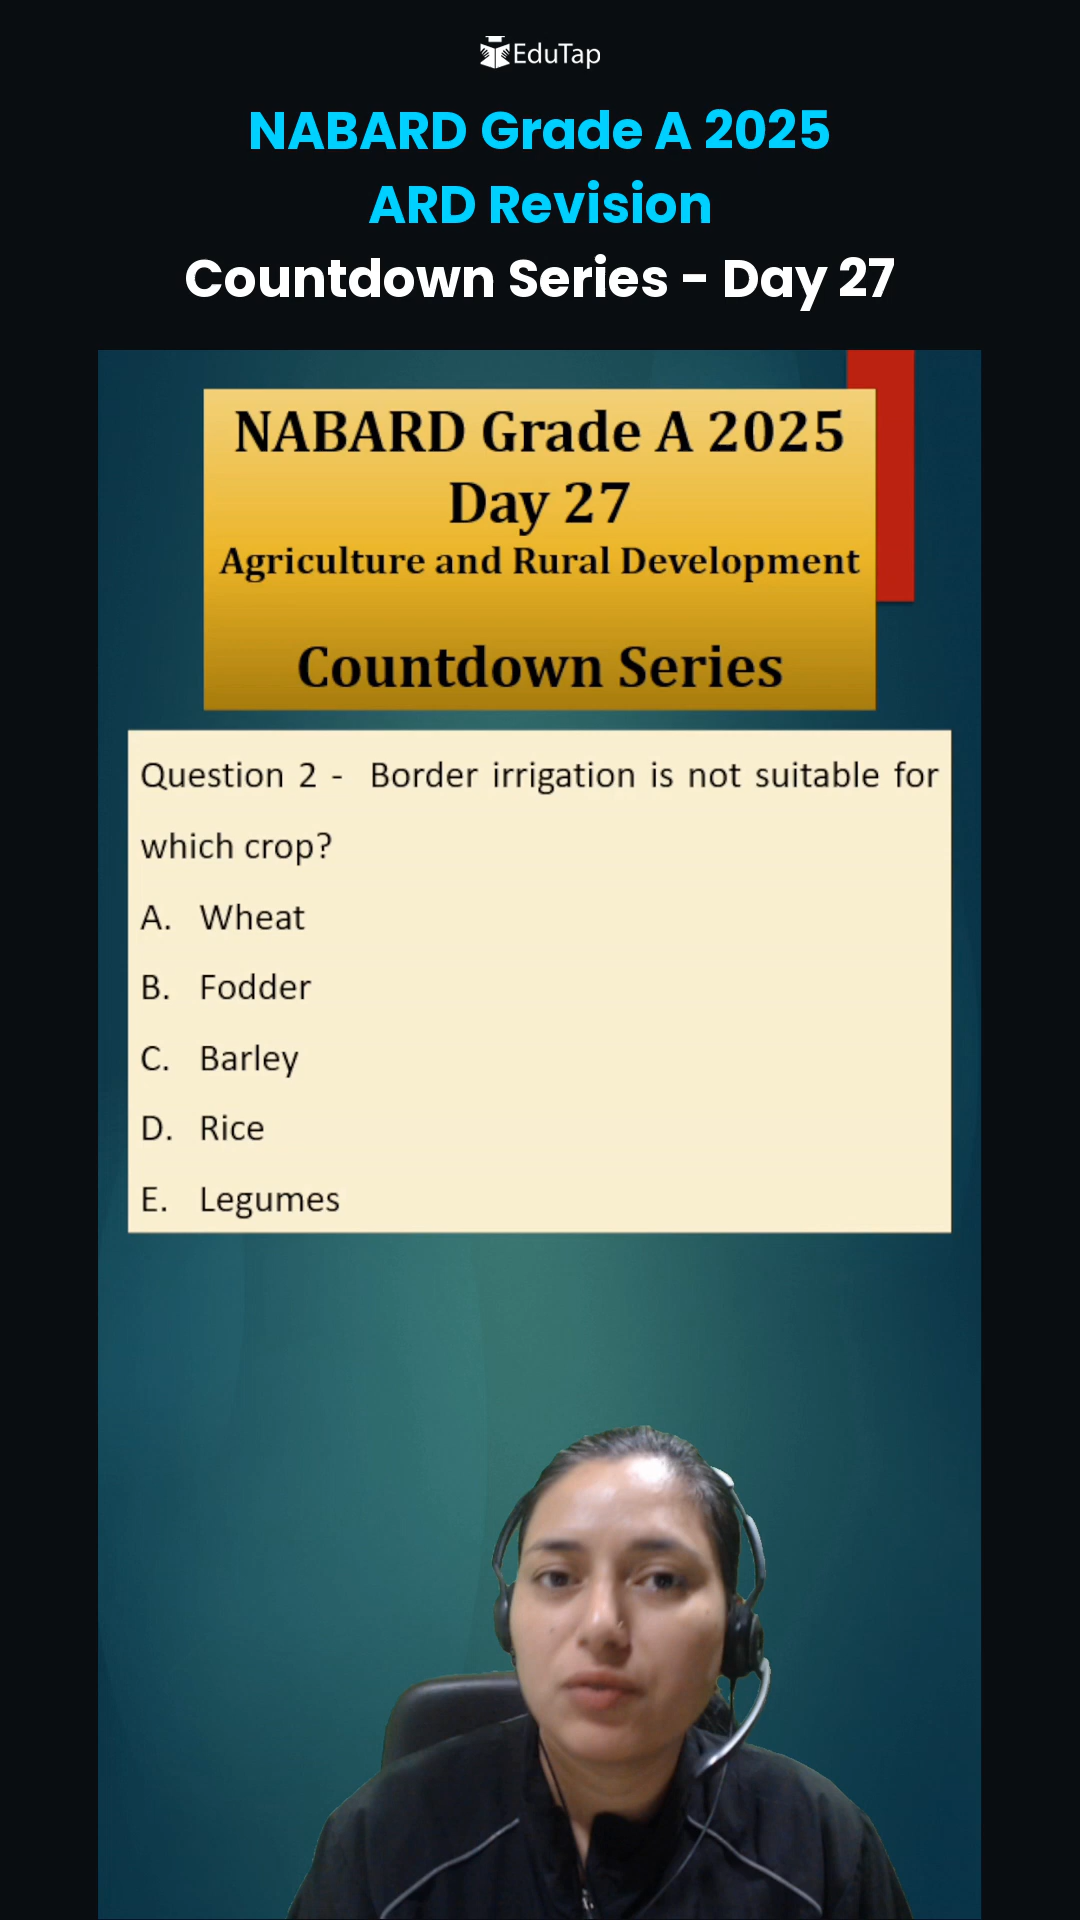 EduTap
NABARD Grade A 2025
ARD Revision
Countdown Series - Day 27
NABARD Grade A 2025
Day 27
Agriculture and Rural Development
Countdown Series
Question 2 - Border irrigation is not suitable for
which crop?
A. Wheat
B. Fodder
C. Barley
D. Rice
E. Legumes